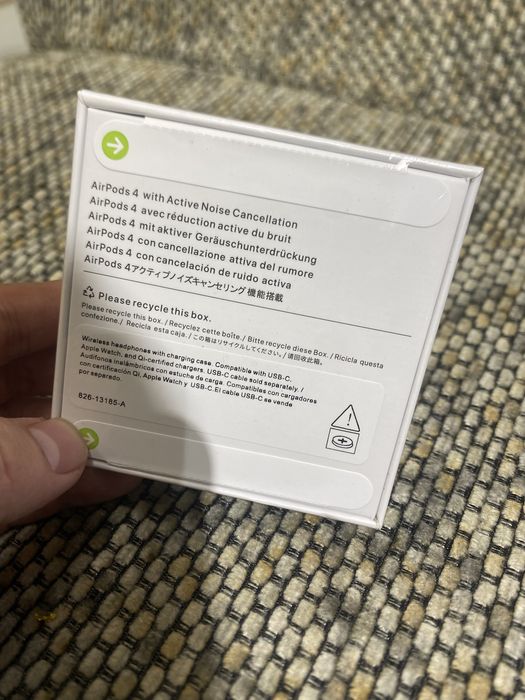 AirPods 4 with Active Noise Cancellation
AirPods 4 avec réduction active du bruit
AirPods 4 mit aktiver Geräuschunterdrückung
AirPods 4 con cancellazione attiva del rumore
AirPods 4 con cancelación de ruido activa
AirPods 4アクティブノイズキャンセリング機能搭載
Please recycle this box.
Please recycle this box. / Recyclez cette boîte. / Bitte recycle diese Box. / Ricicla questa
confezione. / Recicla esta caja. / この箱はリサイクルしてください。/ 请回收此箱。
Wireless headphones with charging case. Compatible with USB-C,
Apple Watch, and Qi-certified chargers. USB-C cable sold separately. /
Audífonos inalámbricos con estuche de carga. Compatibles con cargadores
con certificación Qi, Apple Watch y USB-C. El cable USB-C se vende
por separado.
626-13185-A